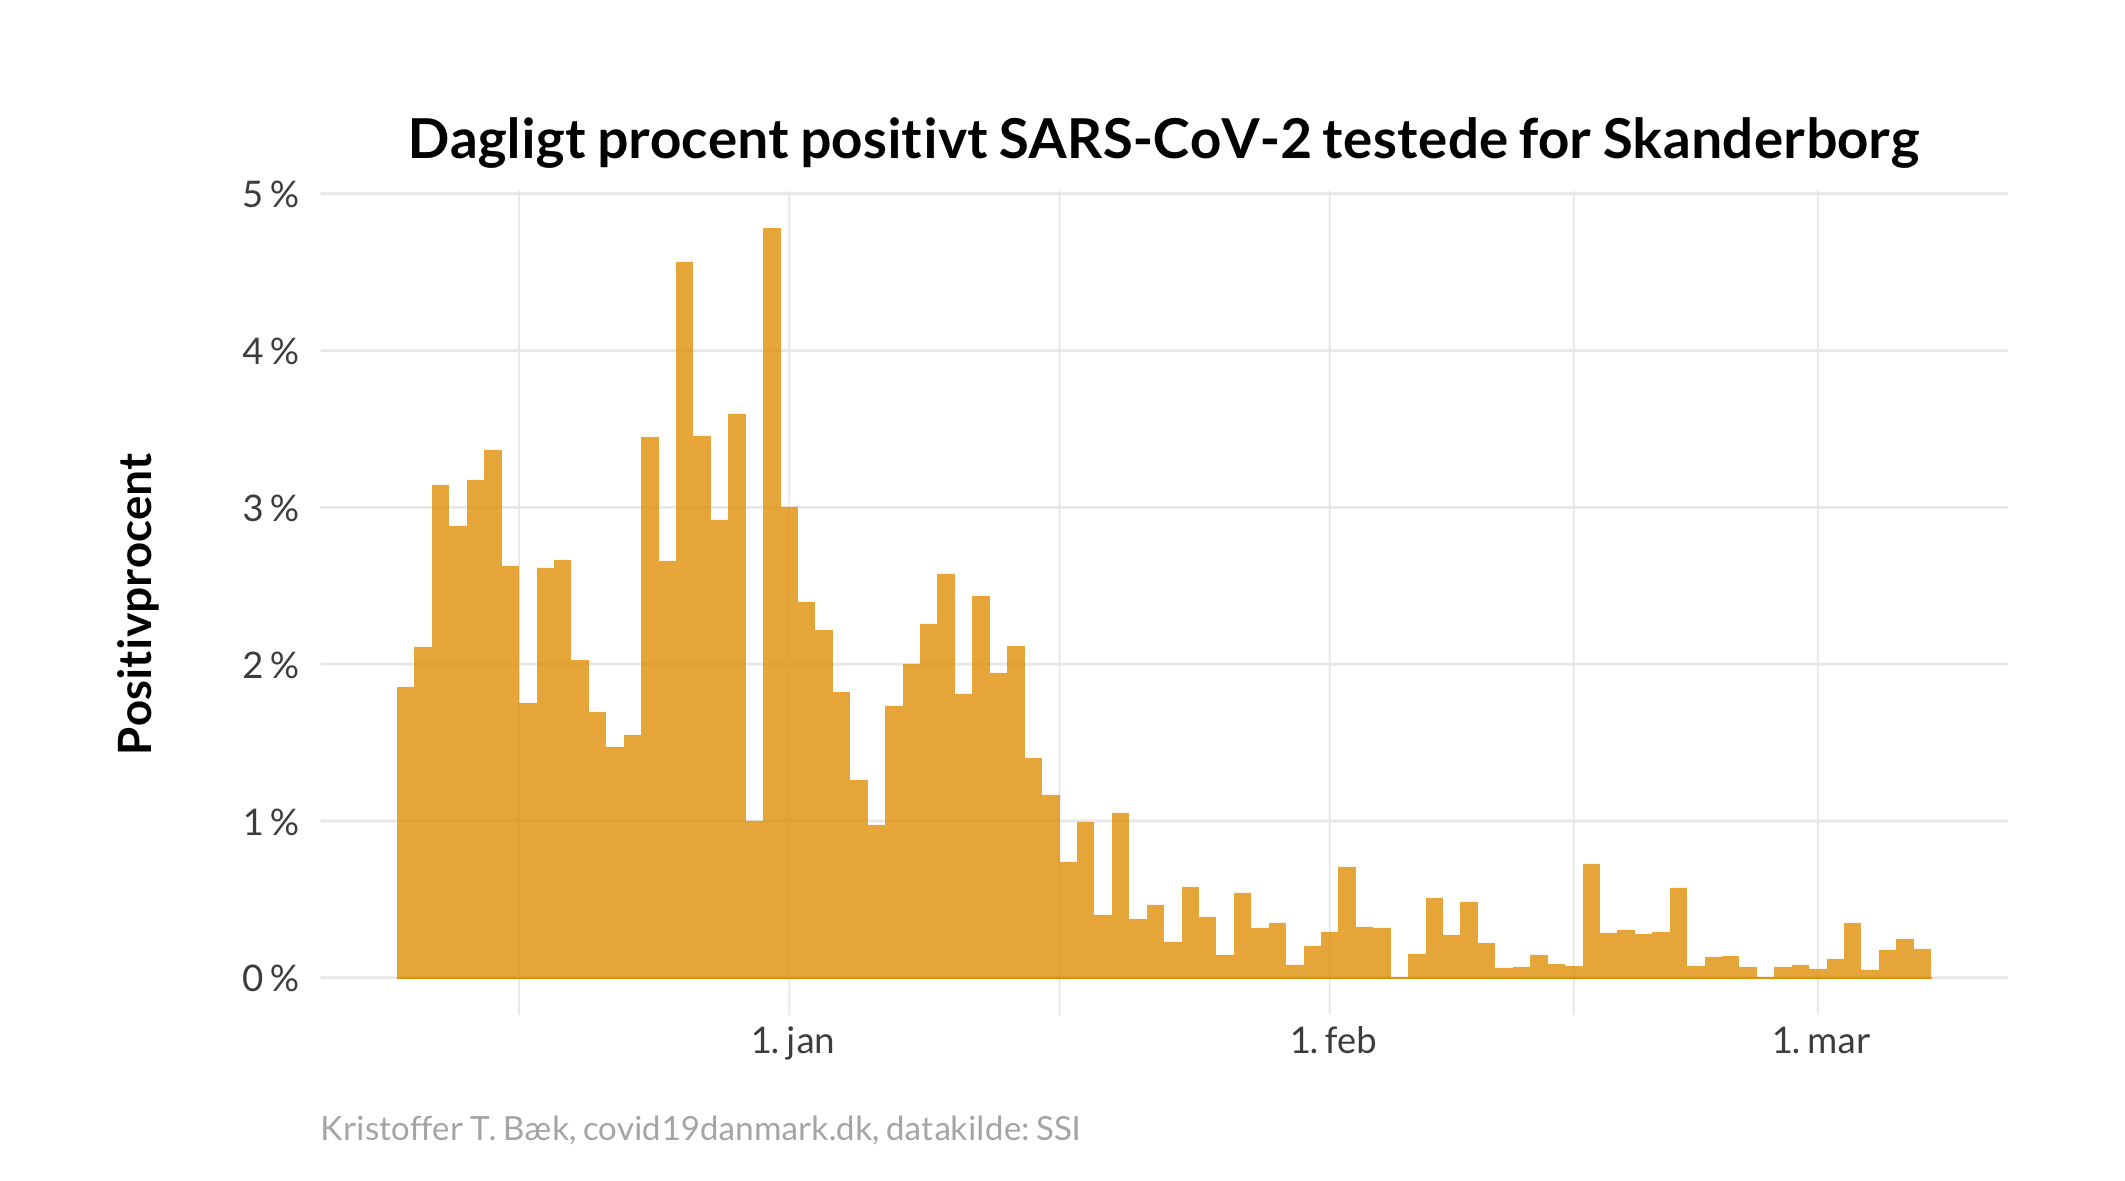 Dagligt procent positivt SARS-CoV-2 testede for Skanderborg
Positivprocent
5 %
4 %
3 %
2 %
1 %
0 %
1. jan
1. feb
1. mar
Kristoffer T. Bæk, covid19danmark.dk, datakilde: SSI